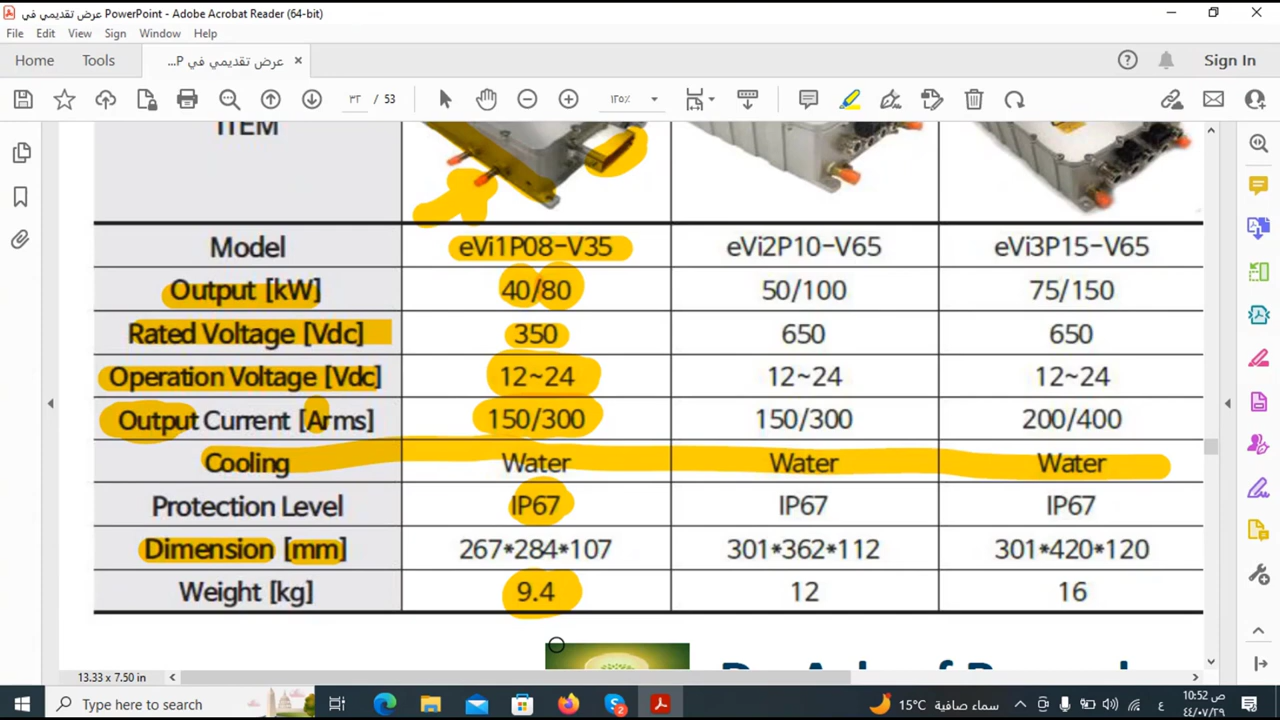 عرض تقديمي في PowerPoint - Adobe Acrobat Reader (64-bit)
File Edit View Sign Window Help
Home Tools عرض تقديمي في P... Sign In
٣٣ / 53 ١٢٥٪
ITEM
Model eVi1P08-V35 eVi2P10-V65 eVi3P15-V65
Output [kW] 40/80 50/100 75/150
Rated Voltage [Vdc] 350 650 650
Operation Voltage [Vdc] 12~24 12~24 12~24
Output Current [Arms] 150/300 150/300 200/400
Cooling Water Water Water
Protection Level IP67 IP67 IP67
Dimension [mm] 267*284*107 301*362*112 301*420*120
Weight [kg] 9.4 12 16
13.33 x 7.50 in
Type here to search 2 15°C سماء صافية ع 10:52 ص
٤٤/٠٧/٢٩